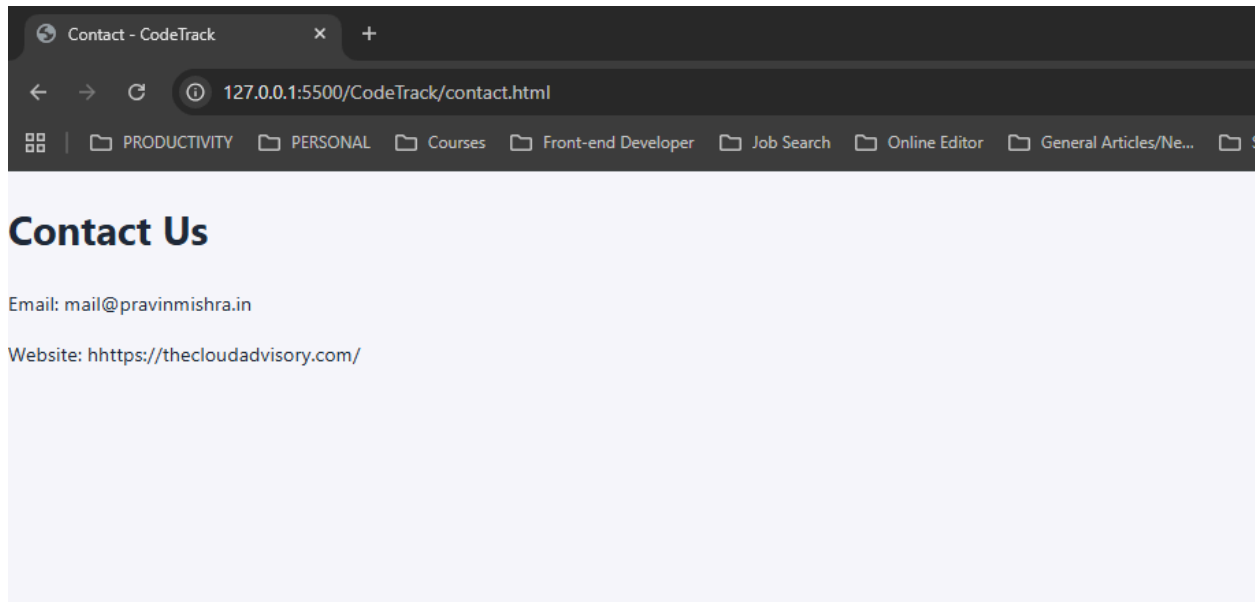 Contact - CodeTrack
127.0.0.1:5500/CodeTrack/contact.html
PRODUCTIVITY PERSONAL Courses Front-end Developer Job Search Online Editor General Articles/Ne...
Contact Us
Email: mail@pravinmishra.in
Website: hhttps://thecloudadvisory.com/